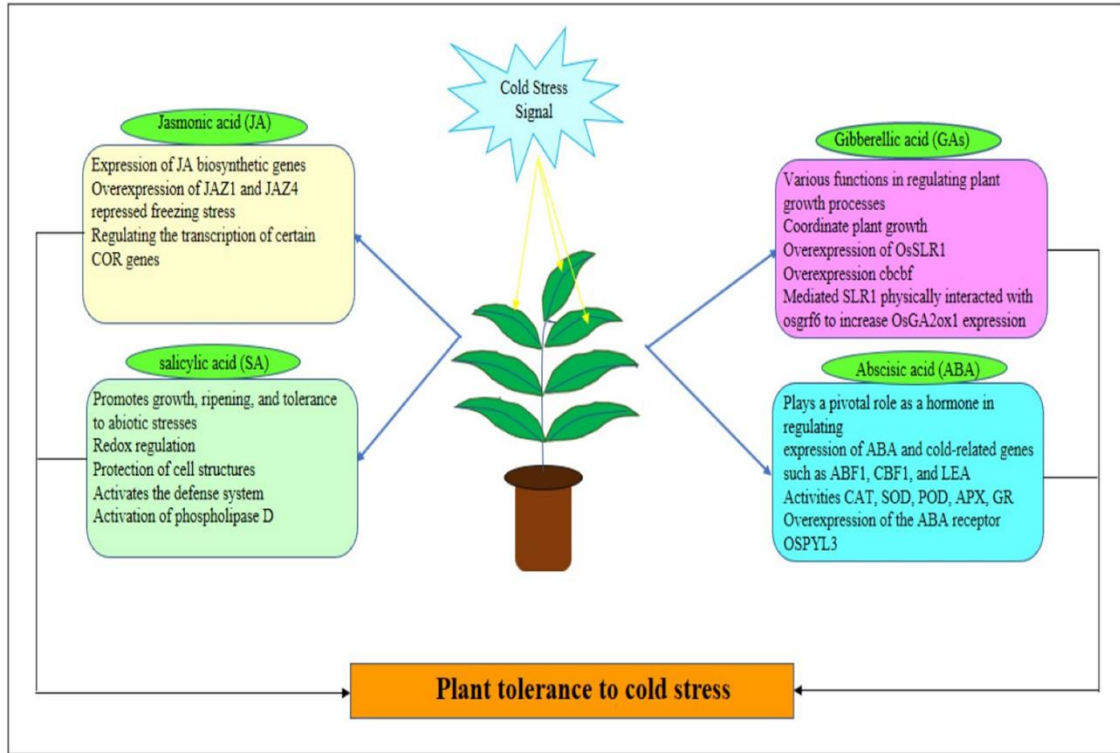 Cold Stress
Signal
Jasmonic acid (JA)
Expression of JA biosynthetic genes
Overexpression of JAZ1 and JAZ4
repressed freezing stress
Regulating the transcription of certain
COR genes
salicylic acid (SA)
Promotes growth, ripening, and tolerance
to abiotic stresses
Redox regulation
Protection of cell structures
Activates the defense system
Activation of phospholipase D
Gibberellic acid (GAs)
Various functions in regulating plant
growth processes
Coordinate plant growth
Overexpression of OsSLR1
Overexpression cbcbf
Mediated SLR1 physically interacted with
osgrf6 to increase OsGA2ox1 expression
Abscisic acid (ABA)
Plays a pivotal role as a hormone in
regulating
expression of ABA and cold-related genes
such as ABF1, CBF1, and LEA
Activities CAT, SOD, POD, APX, GR
Overexpression of the ABA receptor
OSPYL3
Plant tolerance to cold stress